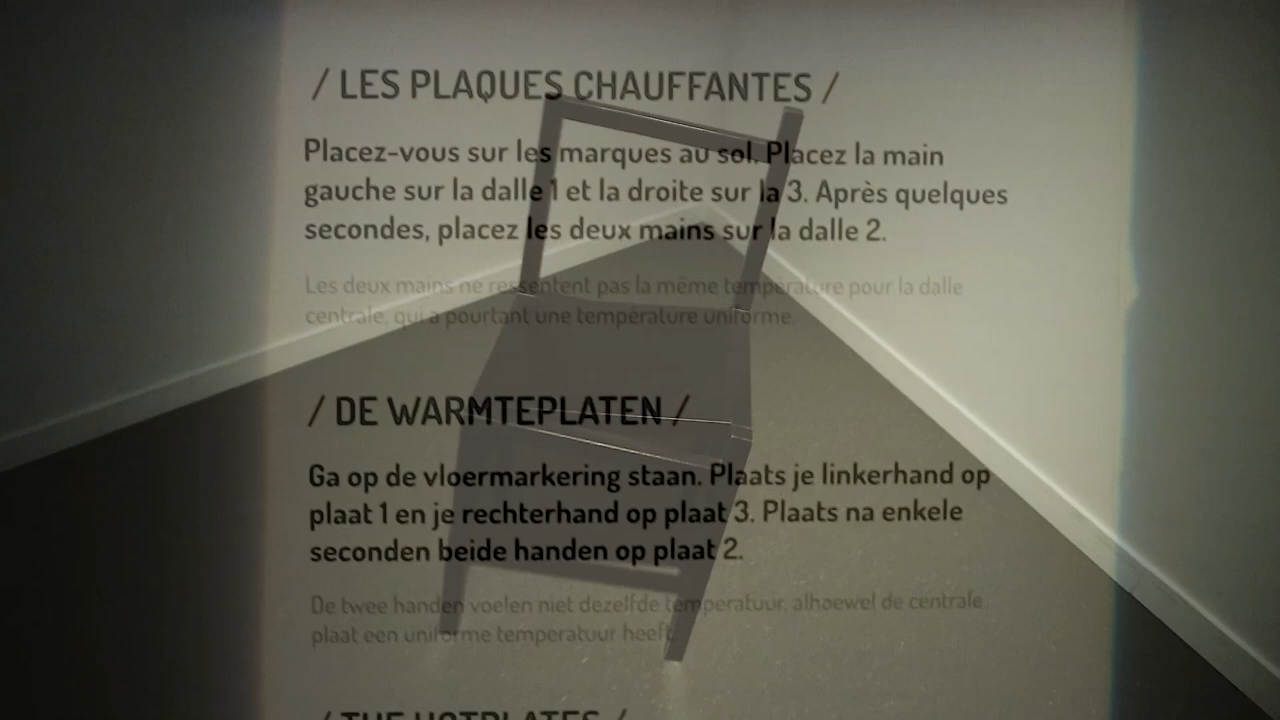 / LES PLAQUES CHAUFFANTES /
Placez-vous sur les marques au sol. Placez la main
gauche sur la dalle 1 et la droite sur la 3. Après quelques
secondes, placez les deux mains sur la dalle 2.
Les deux mains ne ressentent pas la même température pour la dalle
centrale, qui a pourtant une température uniforme.
/ DE WARMTEPLATEN /
Ga op de vloermarkering staan. Plaats je linkerhand op
plaat 1 en je rechterhand op plaat 3. Plaats na enkele
seconden beide handen op plaat 2.
De twee handen voelen niet dezelfde temperatuur, alhoewel de centrale
plaat een uniforme temperatuur heeft.
/ THE HOTPLATES /